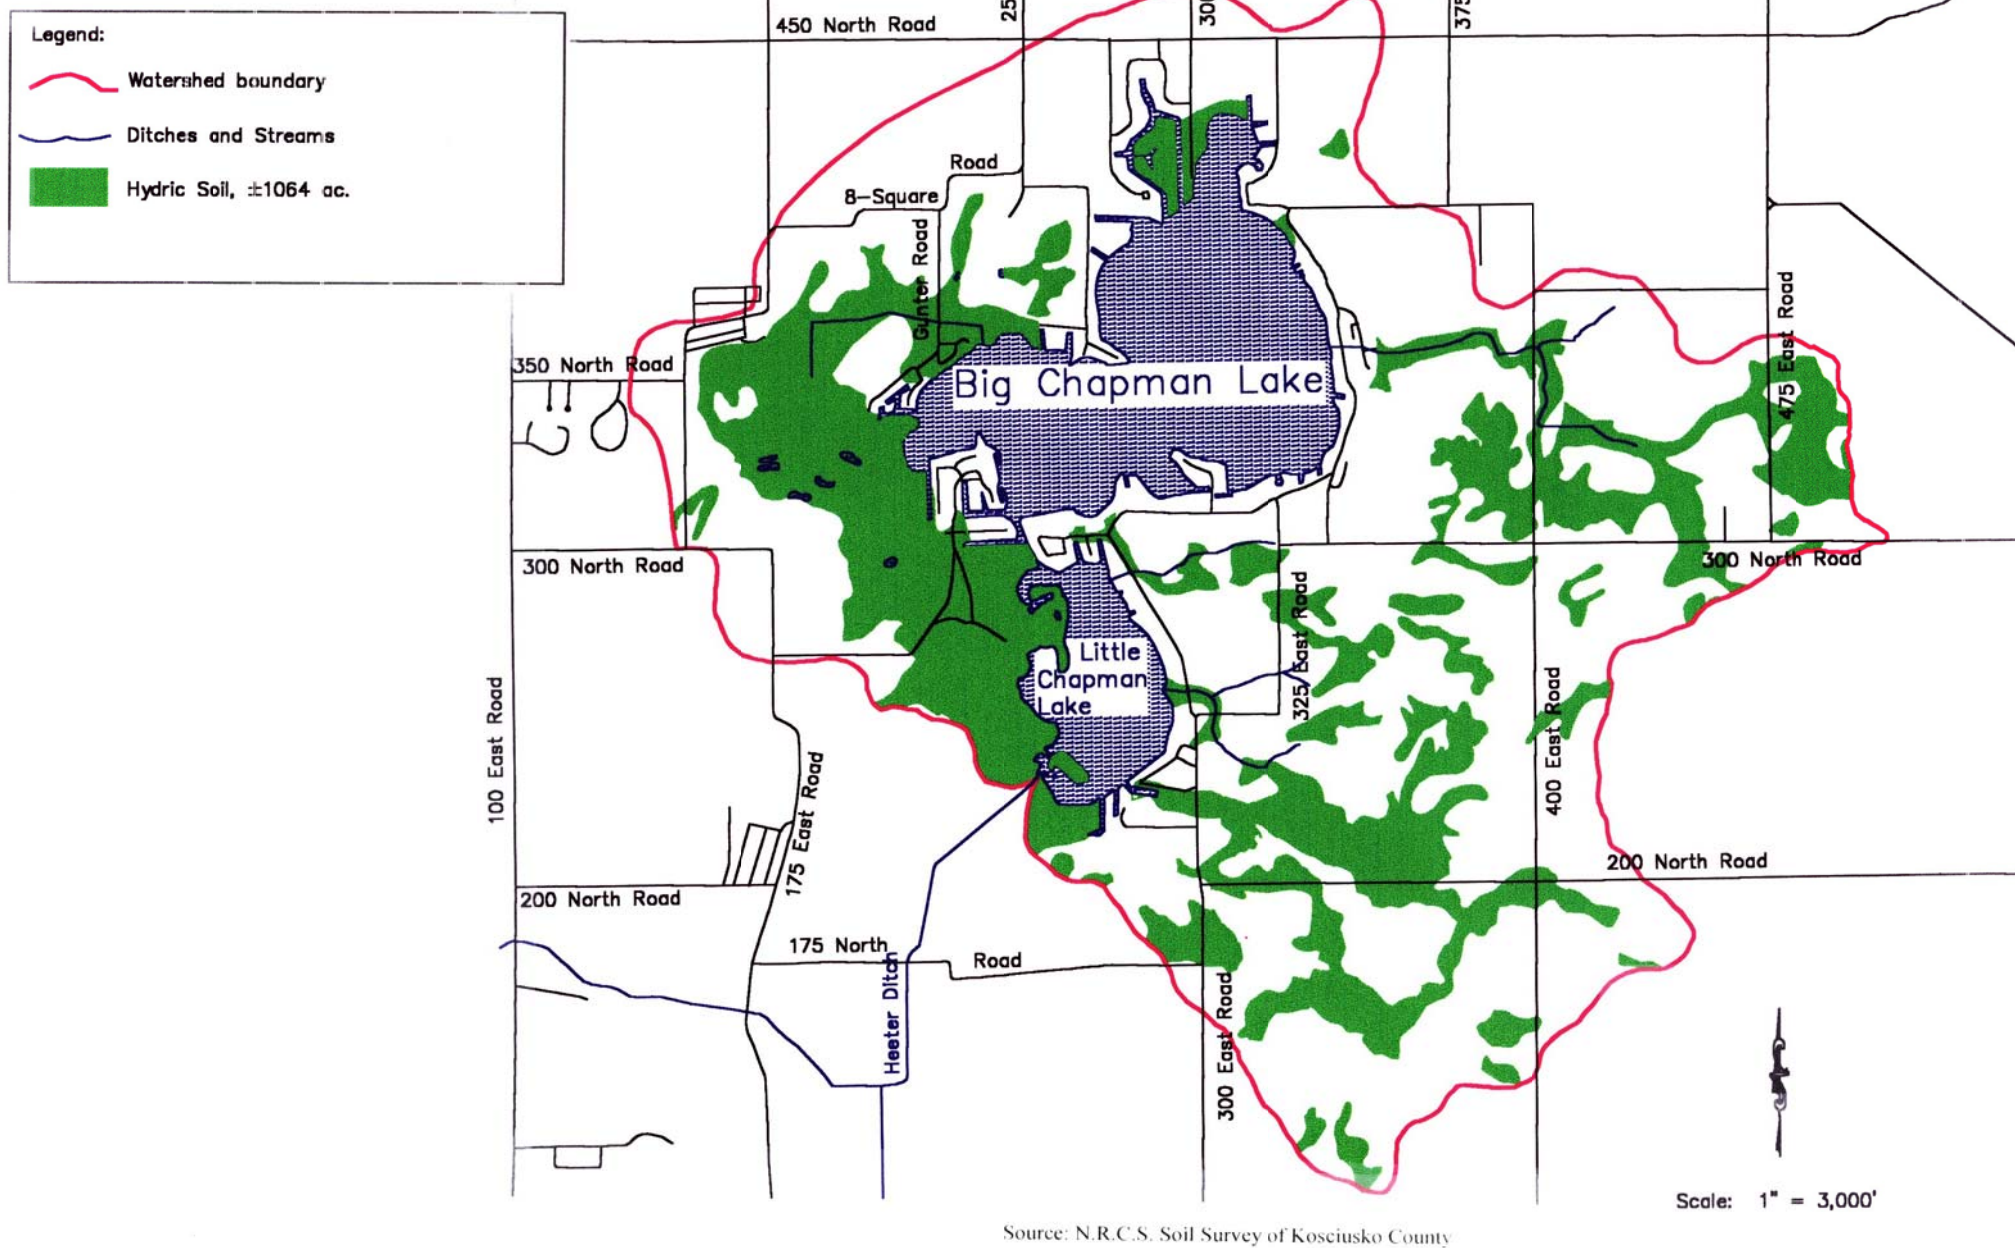 Legend:
Watershed boundary
Ditches and Streams
Hydric Soil, ±1064 ac.
450 North Road
Road
8-Square
Gunter Road
350 North Road
Big Chapman Lake
475 East Road
300 North Road
300 North Road
Little
Chapman
Lake
325 East Road
100 East Road
175 East Road
400 East Road
200 North Road
200 North Road
175 North
Road
Heeter Ditch
300 East Road
Scale: 1" = 3,000'
Source: N.R.C.S. Soil Survey of Kosciusko County